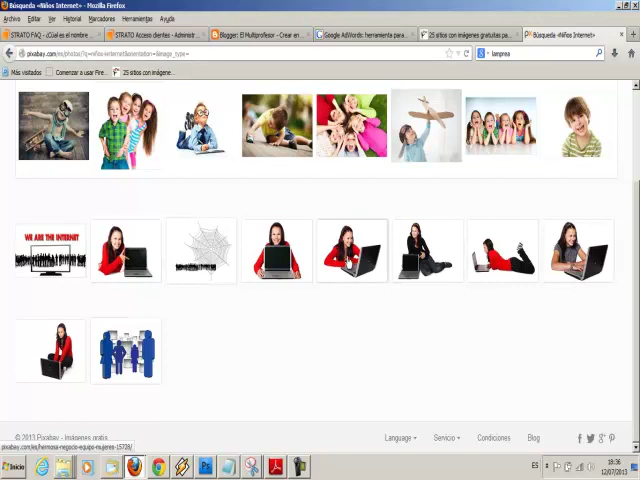 Búsqueda «Niños Internet» - Mozilla Firefox
Archivo Editar Ver Historial Marcadores Herramientas Ayuda
STRATO FAQ - ¿Cuál es el nombre ... STRATO Acceso clientes - Administr... Blogger: El Multiprofesor - Crear en... Google AdWords: herramienta para... 25 sitios con imágenes gratuitas pa... Búsqueda «Niños Internet»
pixabay.com/es/photos/?q=niños+internet&orientation=&image_type= lamprea
Más visitados Comenzar a usar Fire... 25 sitios con imágene...
WE ARE THE INTERNET
© 2013 Pixabay - Imágenes gratis Language Servicio Condiciones Blog
pixabay.com/es/hermosa-negocio-equipo-mujeres-15728/
Inicio ES 18:36
12/07/2013